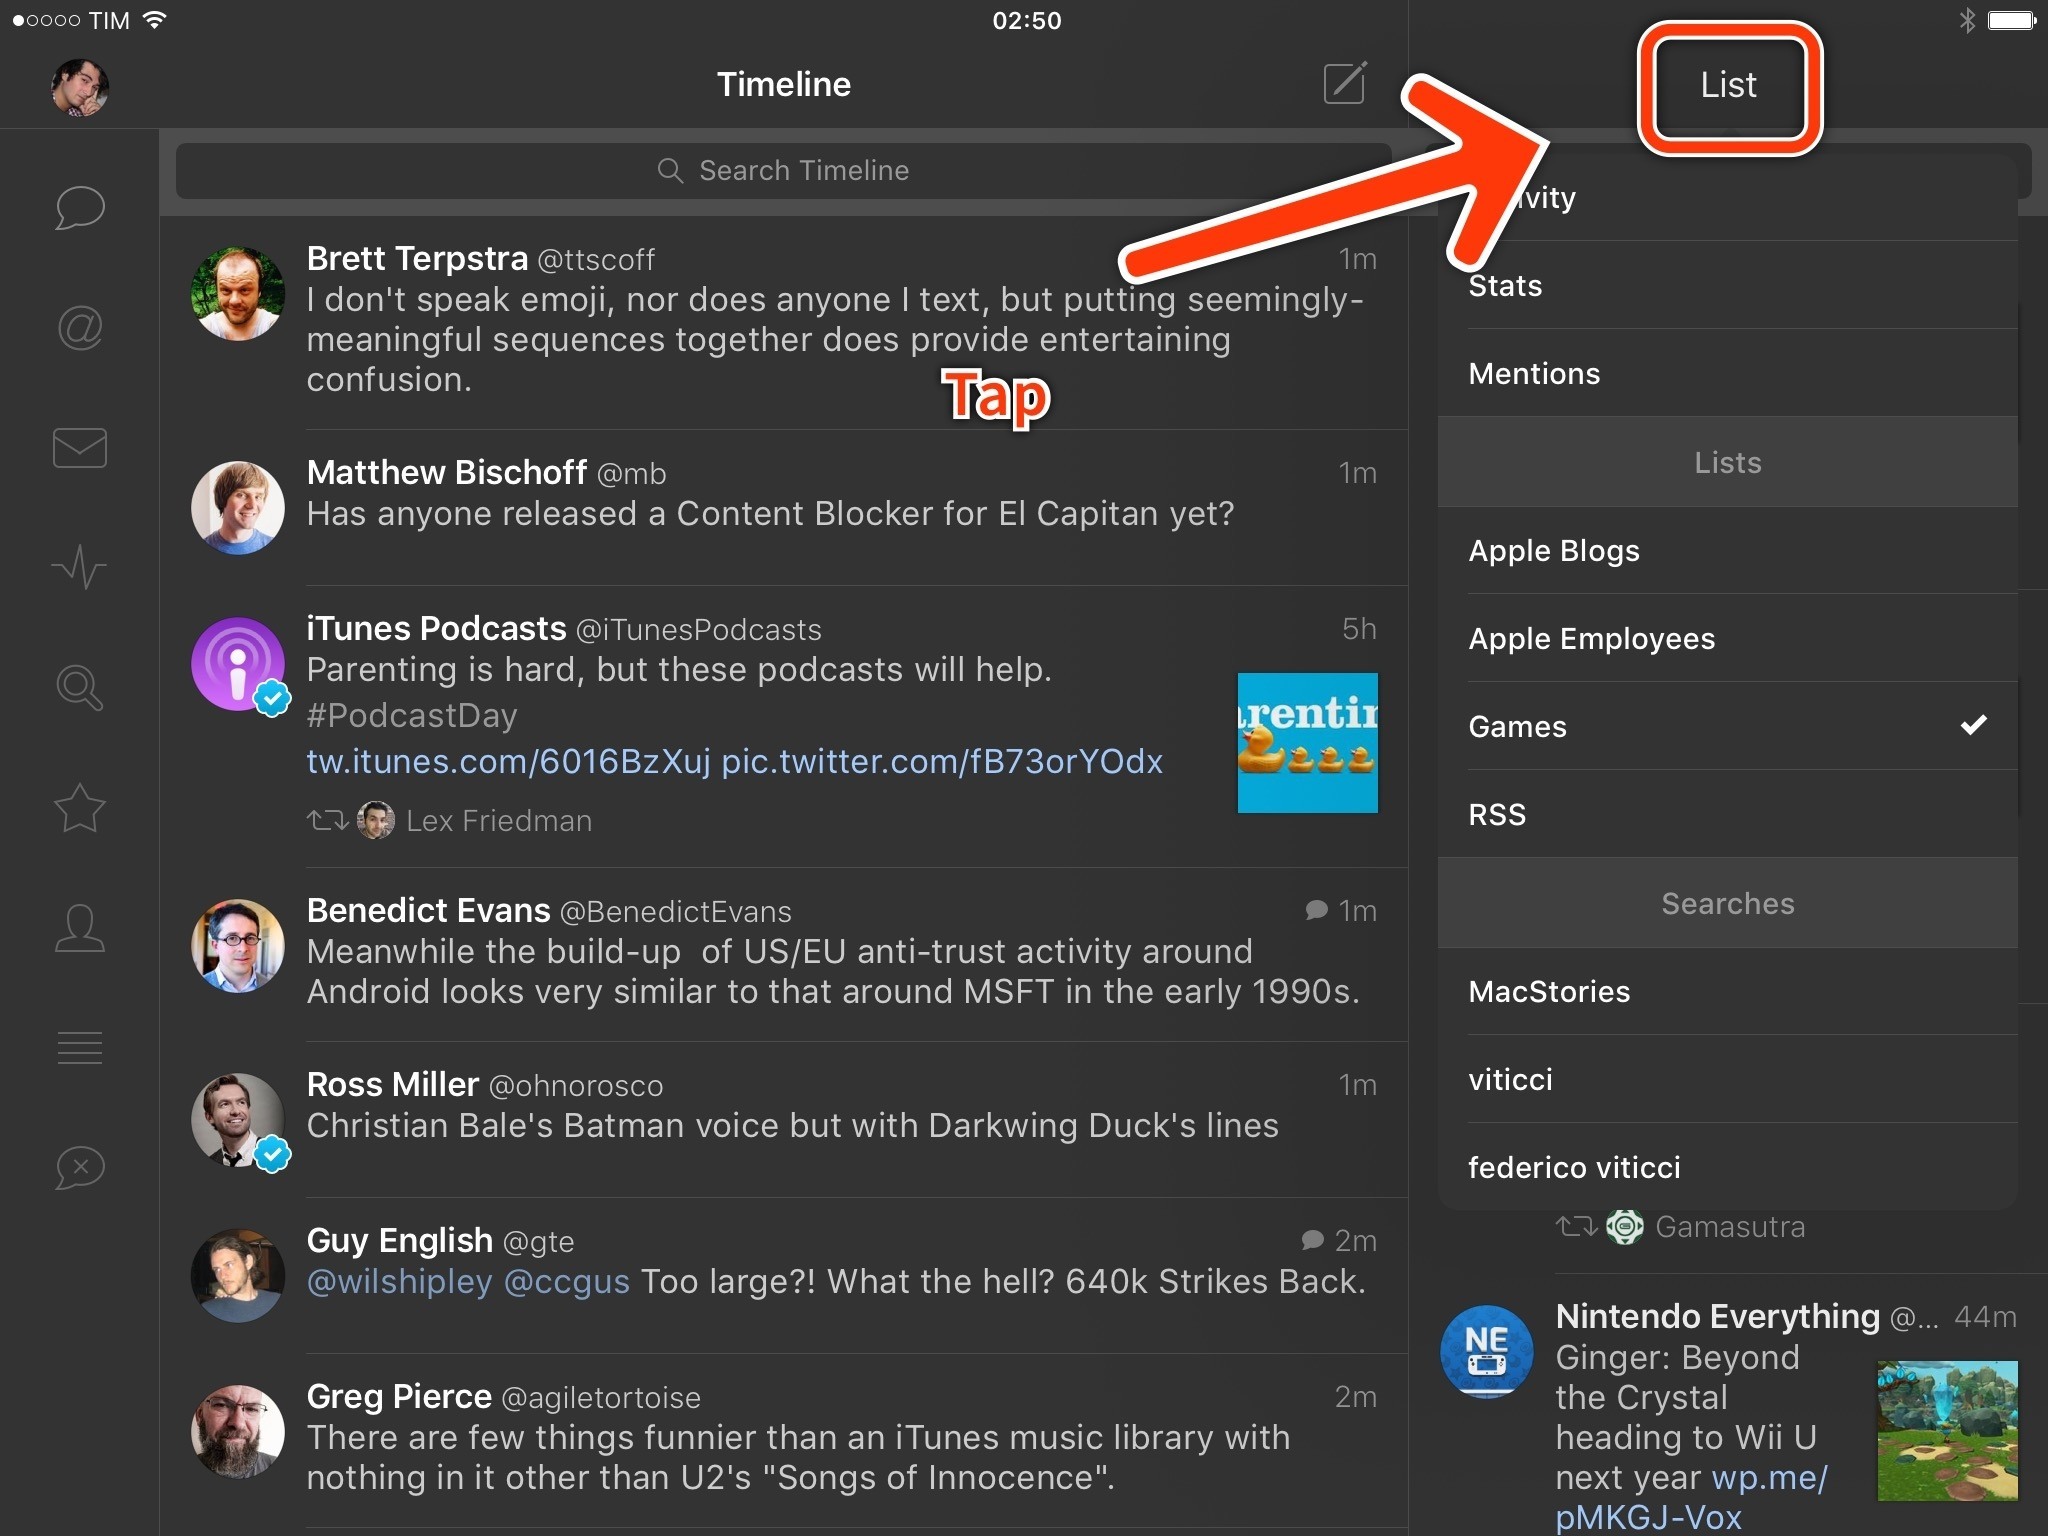 TIM
02:50
Timeline
List
Search Timeline
Brett Terpstra @ttscoff 1m
I don't speak emoji, nor does anyone I text, but putting seemingly-
meaningful sequences together does provide entertaining
confusion.
Tap
Matthew Bischoff @mb 1m
Has anyone released a Content Blocker for El Capitan yet?
iTunes Podcasts @iTunesPodcasts 5h
Parenting is hard, but these podcasts will help.
#PodcastDay
tw.itunes.com/6016BzXuj pic.twitter.com/fB73orYOdx
arentin
Lex Friedman
Benedict Evans @BenedictEvans 1m
Meanwhile the build-up  of US/EU anti-trust activity around
Android looks very similar to that around MSFT in the early 1990s.
Ross Miller @ohnorosco 1m
Christian Bale's Batman voice but with Darkwing Duck's lines
Guy English @gte 2m
@wilshipley @ccgus Too large?! What the hell? 640k Strikes Back.
Greg Pierce @agiletortoise 2m
There are few things funnier than an iTunes music library with
nothing in it other than U2's "Songs of Innocence".
ivity
Stats
Mentions
Lists
Apple Blogs
Apple Employees
Games
RSS
Searches
MacStories
viticci
federico viticci
Gamasutra
NE
Nintendo Everything @... 44m
Ginger: Beyond
the Crystal
heading to Wii U
next year wp.me/
pMKGJ-Vox